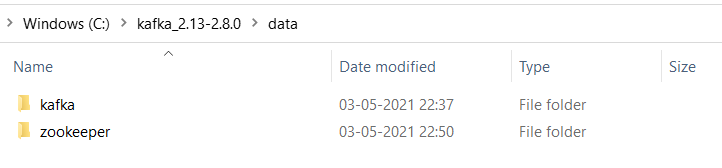 Windows (C:) > kafka_2.13-2.8.0 > data
Name Date modified Type Size
kafka 03-05-2021 22:37 File folder
zookeeper 03-05-2021 22:50 File folder